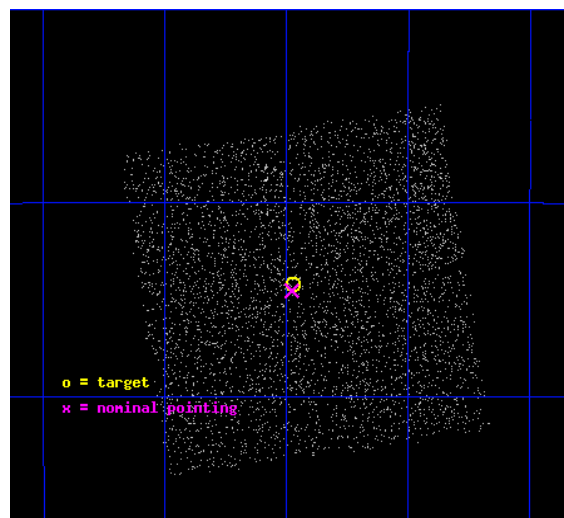 o = target
x = nominal pointing